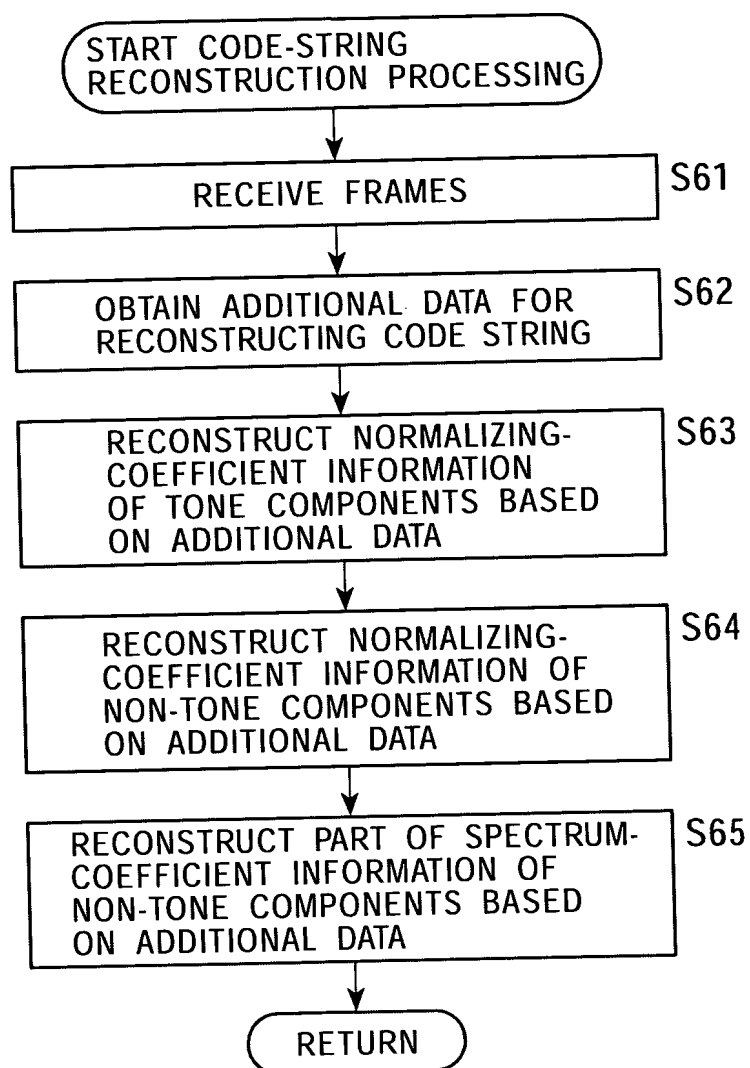 START CODE-STRING
RECONSTRUCTION PROCESSING
RECEIVE FRAMES
S61
OBTAIN ADDITIONAL DATA FOR
RECONSTRUCTING CODE STRING
S62
RECONSTRUCT NORMALIZING-
COEFFICIENT INFORMATION
OF TONE COMPONENTS BASED
ON ADDITIONAL DATA
S63
RECONSTRUCT NORMALIZING-
COEFFICIENT INFORMATION OF
NON-TONE COMPONENTS BASED
ON ADDITIONAL DATA
S64
RECONSTRUCT PART OF SPECTRUM-
COEFFICIENT INFORMATION OF
NON-TONE COMPONENTS BASED
ON ADDITIONAL DATA
S65
RETURN